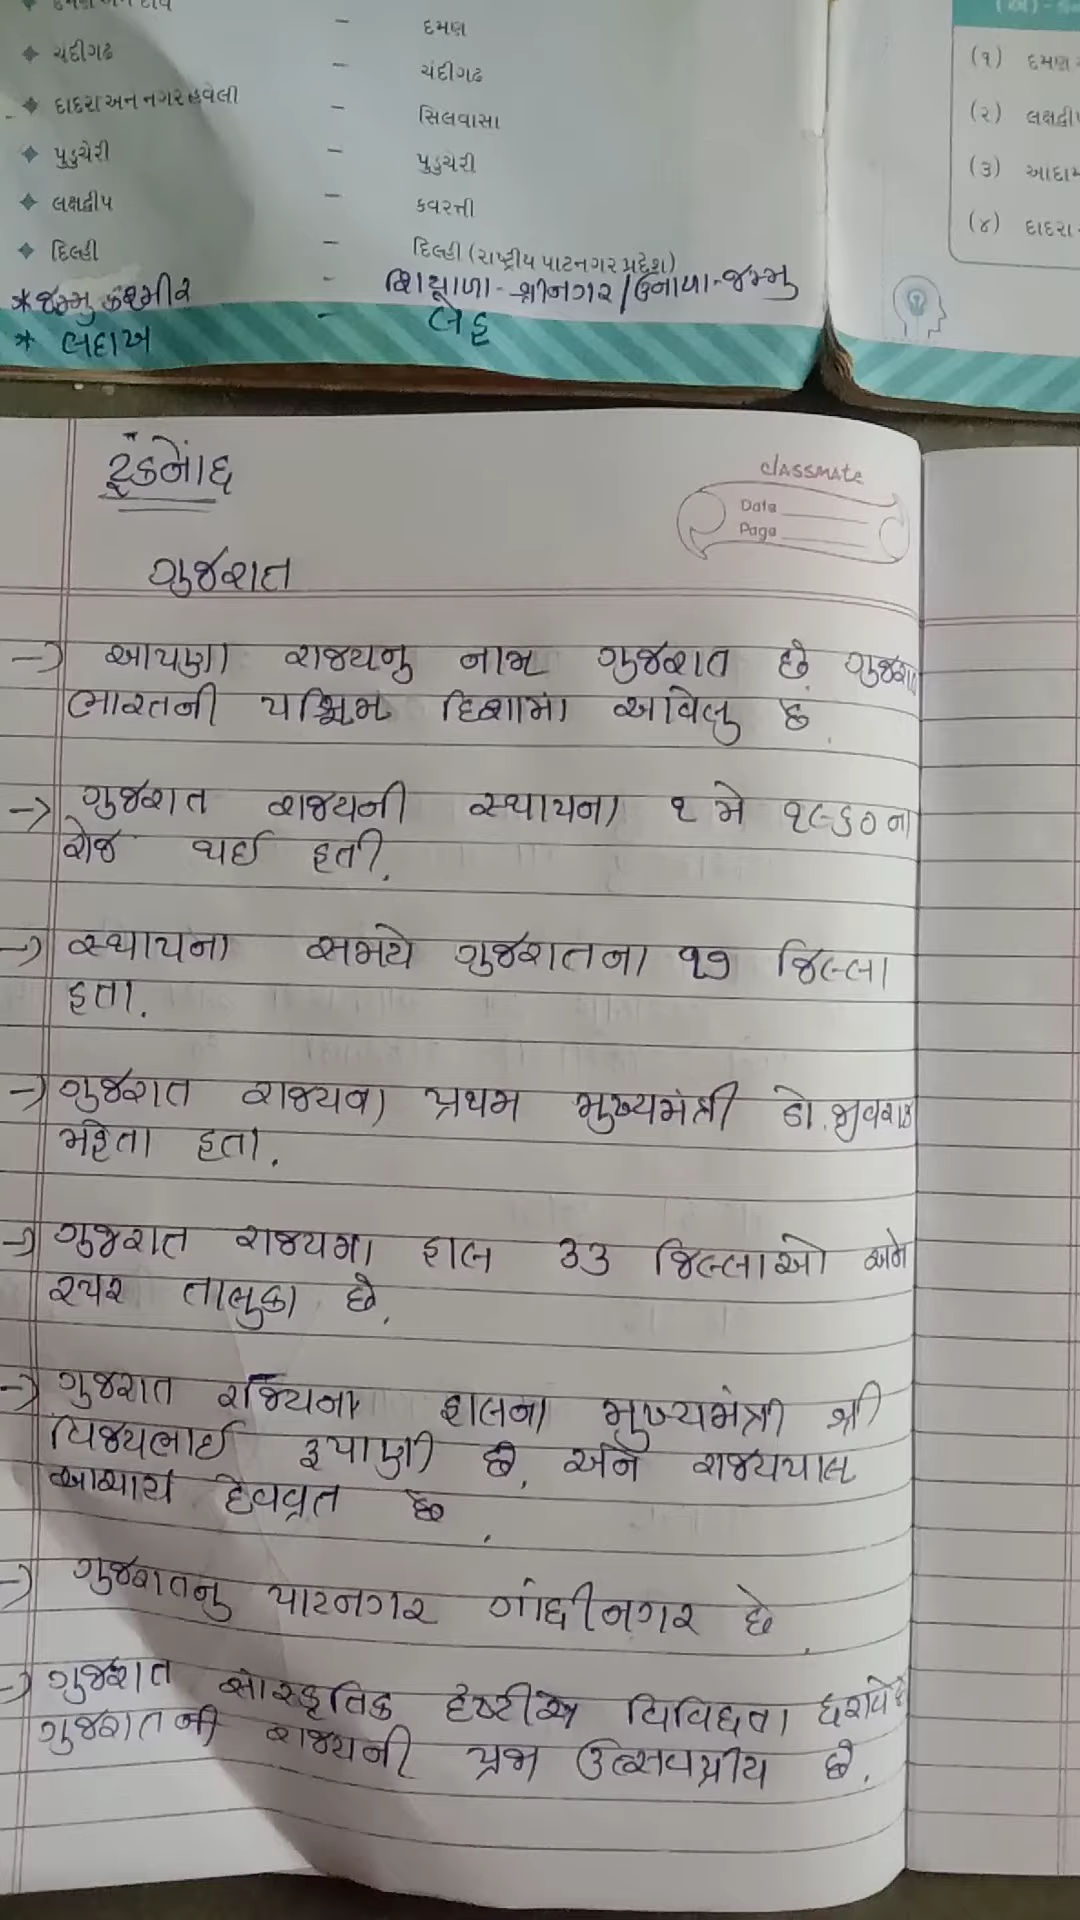 દમણ
ચંદીગઢ – ચંદીગઢ
દાદરા અને નગર હવેલી – સિલવાસા
પુડુચેરી – પુડુચેરી
લક્ષદ્વીપ – કવરત્તી
દિલ્હી – દિલ્હી (રાષ્ટ્રીય પાટનગર પ્રદેશ)
* જમ્મુ કશ્મીર - શિયાળા - શ્રીનગર / ઉનાળા - જમ્મુ
* લદાખ - લેહ
(૧) દમણ
(૨) લક્ષદ્વી
(૩) આંદામ
(૪) દાદરા
ટૂંકનોંધ
classmate
Date
Page
ગુજરાત
→ આપણા રાજ્યનુ નામ ગુજરાત છે. ગુજરાત
ભારતની પશ્ચિમ દિશામાં આવેલુ છે.
→ ગુજરાત રાજ્યની સ્થાપના ૧ મે ૧૯૬૦ ના
રોજ થઈ હતી.
→ સ્થાપના સમયે ગુજરાતના ૧૭ જિલ્લા
હતા.
→ ગુજરાત રાજ્યના પ્રથમ મુખ્યમંત્રી ડો. જીવરાજ
મહેતા હતા.
→ ગુજરાત રાજ્યમા હાલ ૩૩ જિલ્લાઓ અને
૨૫૨ તાલુકા છે.
→ ગુજરાત રાજ્યના હાલના મુખ્યમંત્રી શ્રી
વિજયભાઈ રૂપાણી છે. અને રાજ્યપાલ
આચાર્ય દેવવ્રત છે.
→ ગુજરાતનુ પાટનગર ગાંધીનગર છે.
→ ગુજરાત સાંસ્કૃતિક દ્રષ્ટીએ વિવિધતા દર્શાવે છે
ગુજરાતની રાજ્યની પ્રજા ઉત્સવપ્રીય છે.